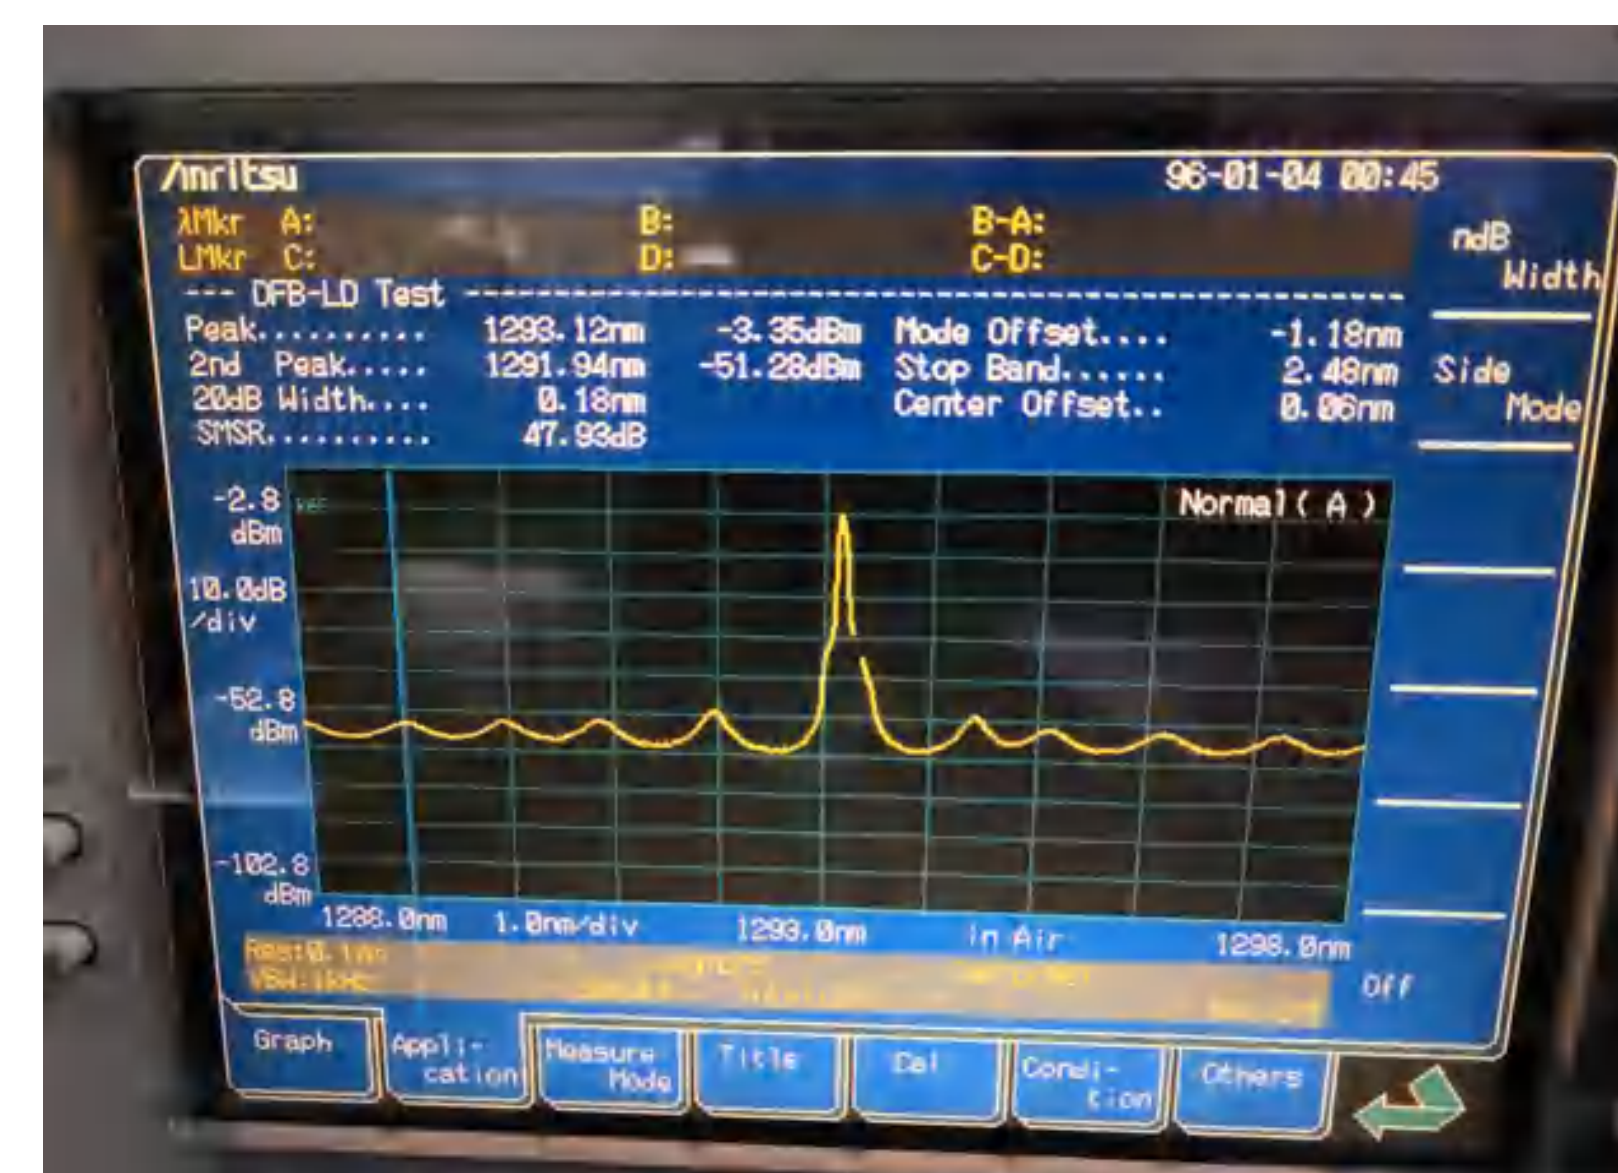 Anritsu 96-01-04 00:45
λMkr A: B: B-A:
LMkr C: D: C-D:
--- DFB-LD Test ---
Peak.......... 1293.12nm -3.35dBm Mode Offset.... -1.18nm
2nd Peak..... 1291.94nm -51.28dBm Stop Band...... 2.48nm
20dB Width.... 0.18nm Center Offset.. 0.06nm
SMSR.......... 47.93dB
ndB
Width
Side
Mode
Normal(A)
-2.8
dBm
10.0dB
/div
-52.8
dBm
-102.8
dBm
1288.0nm 1.0nm/div 1293.0nm in Air 1298.0nm
Off
Graph
Appli-
cation
Measure
Mode
Title
Cal
Condi-
tion
Others